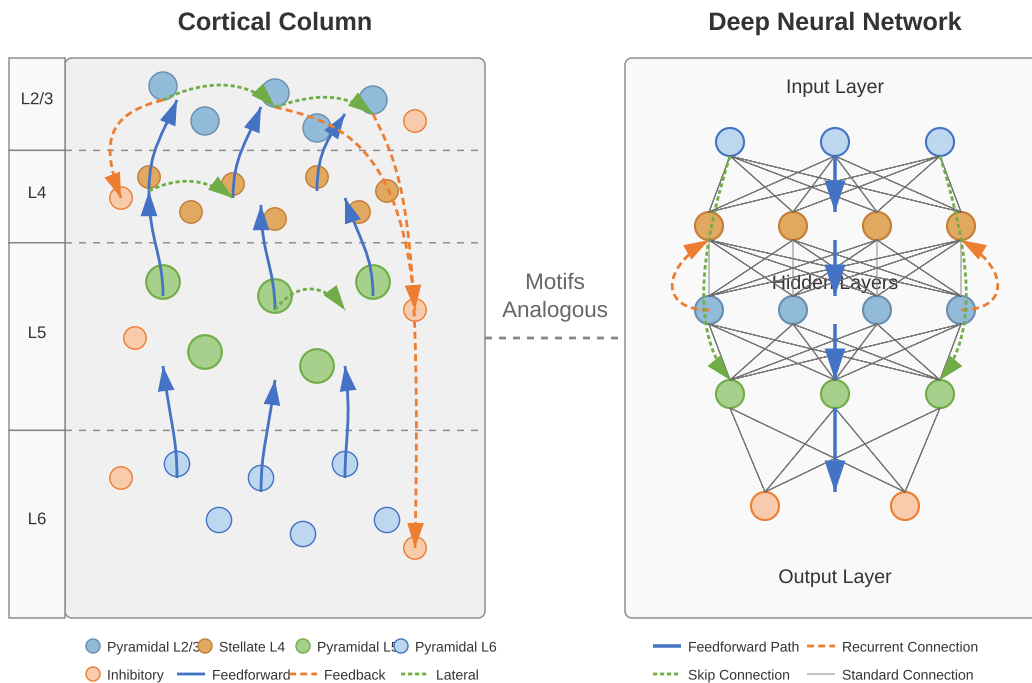 Cortical Column
Deep Neural Network
L2/3
L4
L5
L6
Motifs
Analogous
Input Layer
Hidden Layers
Output Layer
Pyramidal L2/3
Stellate L4
Pyramidal L5
Pyramidal L6
Inhibitory
Feedforward
Feedback
Lateral
Feedforward Path
Recurrent Connection
Skip Connection
Standard Connection